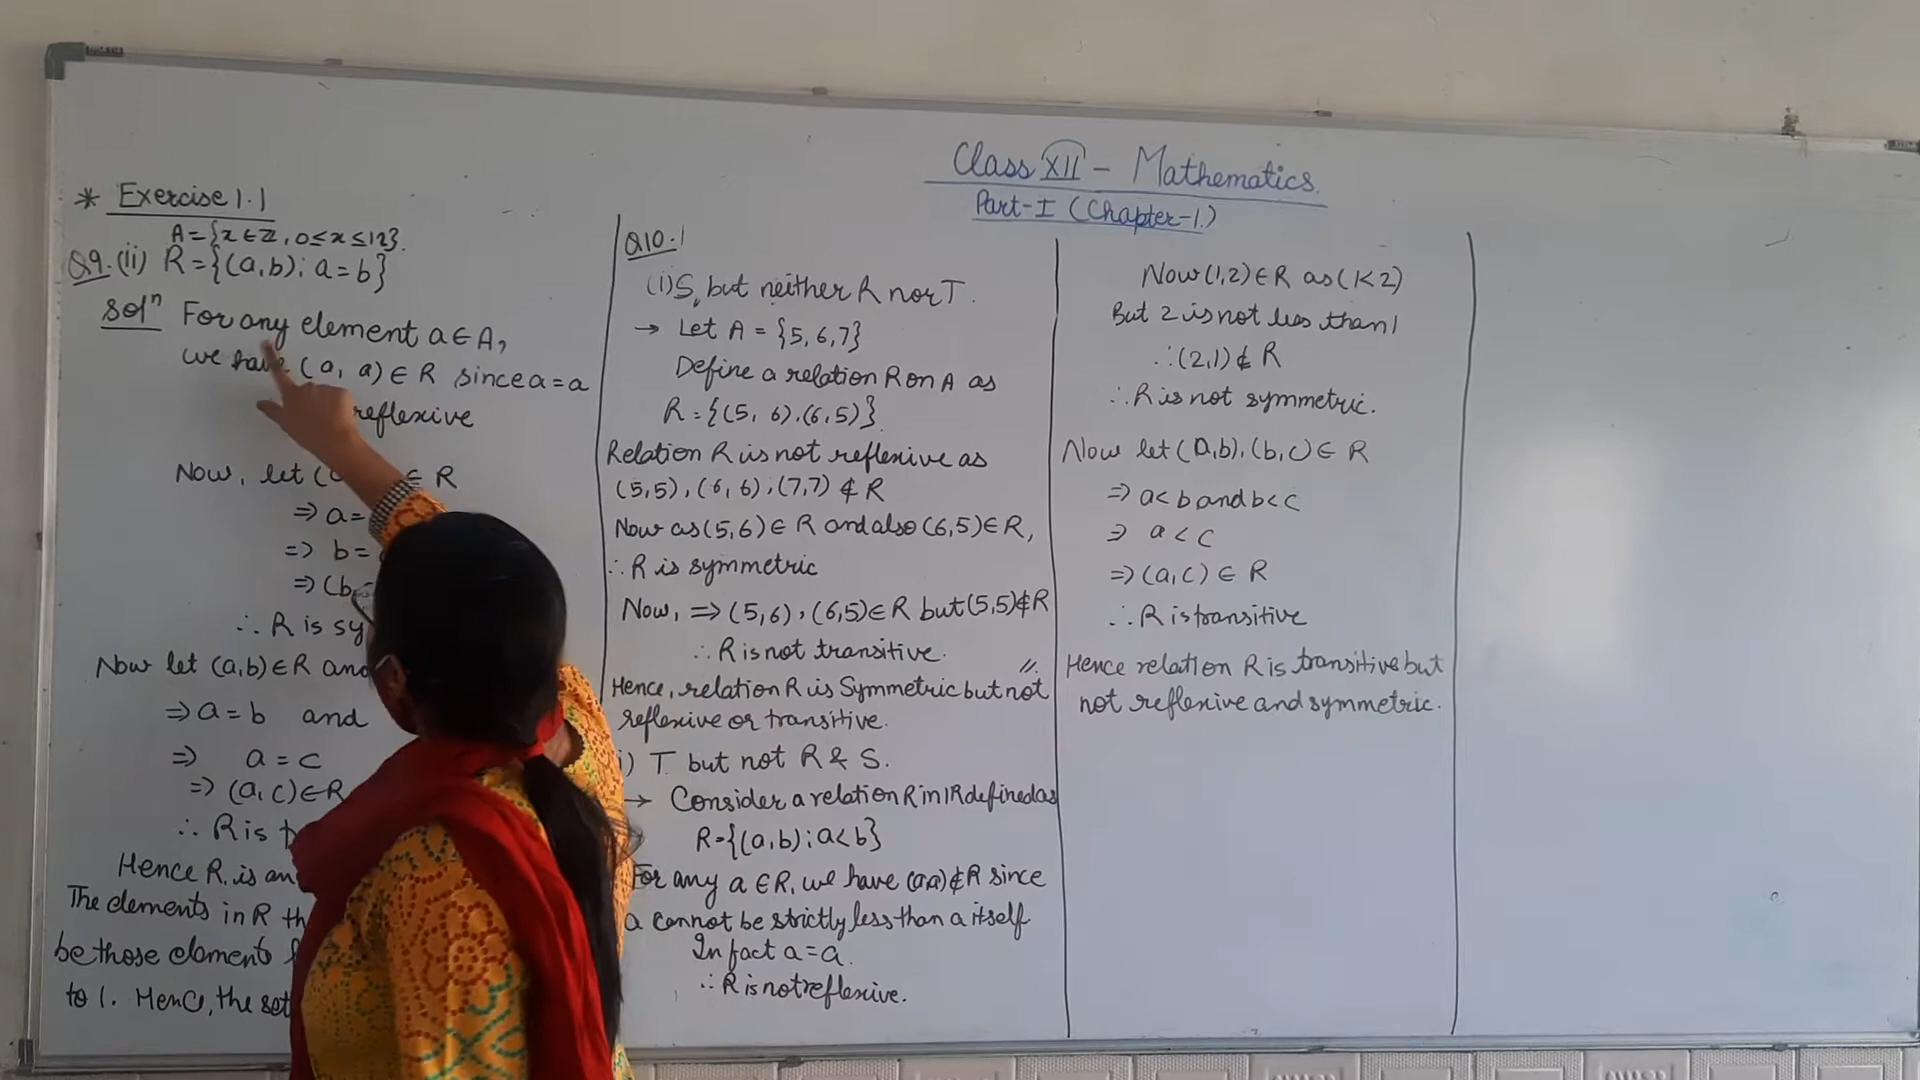 Class XII - Mathematics.
Part-I (Chapter-1.)
* Exercise 1.1
A = {x ∈ Z, 0 ≤ x ≤ 12}.
Q9. (ii) R = {(a,b) ; a = b}
Solⁿ For any element a ∈ A,
we have (a, a) ∈ R since a = a
reflexive
Now, let ( ∈ R
⇒ a =
⇒ b =
⇒ (b,
∴ R is sy
Now let (a,b) ∈ R and
⇒ a = b and
⇒ a = c
⇒ (a, c) ∈ R
∴ R is
Hence R, is an
The elements in R th
be those elements
to 1. Hence, the set
Q10.1
(i) S, but neither R nor T.
→ Let A = {5, 6, 7}
Define a relation R on A as
R = {(5, 6), (6, 5)}.
Relation R is not reflexive as
(5,5), (6, 6), (7,7) ∉ R
Now as (5,6) ∈ R and also (6,5) ∈ R,
∴ R is symmetric
Now, ⇒ (5,6), (6,5) ∈ R but (5,5) ∉ R
∴ R is not transitive.
Hence, relation R is Symmetric but not
reflexive or transitive.
i) T but not R & S.
→ Consider a relation R in R defined as
R = {(a,b) ; a < b}
For any a ∈ R, we have (a,a) ∉ R since
a cannot be strictly less than a itself
In fact a = a.
∴ R is not reflexive.
Now (1,2) ∈ R as (1<2)
But 2 is not less than 1
∴ (2,1) ∉ R
∴ R is not symmetric.
Now let (a,b), (b,c) ∈ R
⇒ a < b and b < c
⇒ a < c
⇒ (a,c) ∈ R
∴ R is transitive
Hence relation R is transitive but
not reflexive and symmetric.